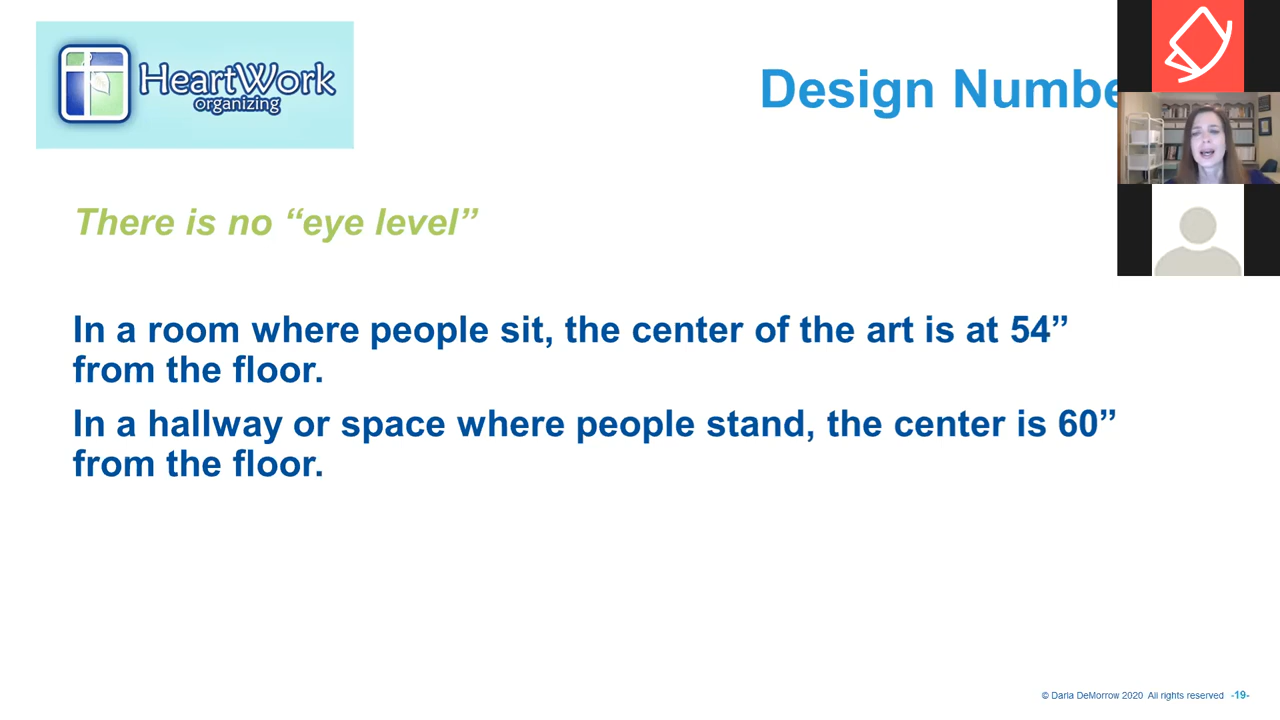 HeartWork
organizing
Design Numbe
There is no “eye level”
In a room where people sit, the center of the art is at 54”
from the floor.
In a hallway or space where people stand, the center is 60”
from the floor.
© Darla DeMorrow 2020 All rights reserved -19-